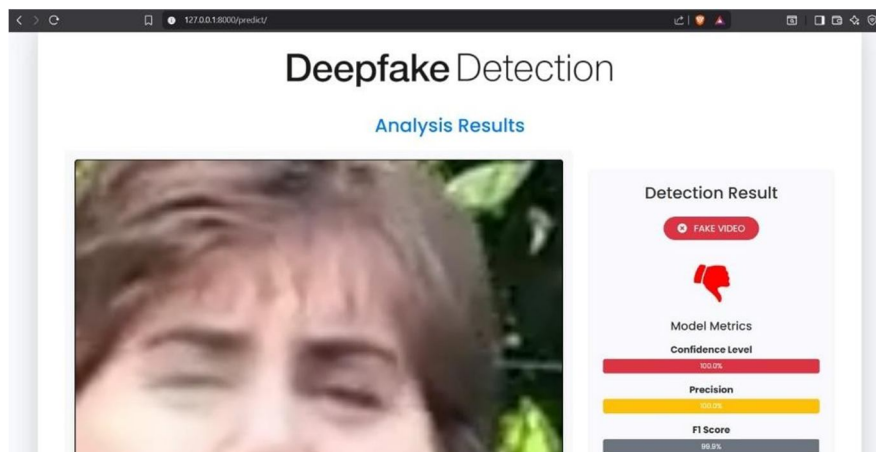 127.0.0.1:8000/predict/
Deepfake Detection
Analysis Results
Detection Result
FAKE VIDEO
Model Metrics
Confidence Level
100.0%
Precision
100.0%
F1 Score
99.9%